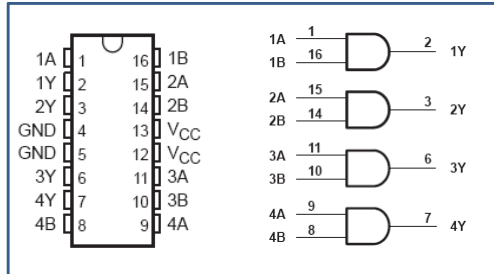 1A 1 16 1B
1Y 2 15 2A
2Y 3 14 2B
GND 4 13 VCC
GND 5 12 VCC
3Y 6 11 3A
4Y 7 10 3B
4B 8 9 4A
1A 1
1B 16
2 1Y
2A 15
2B 14
3 2Y
3A 11
3B 10
6 3Y
4A 9
4B 8
7 4Y